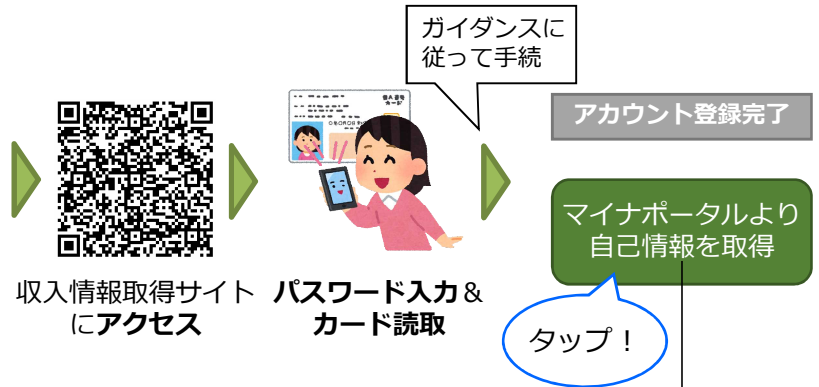 ガイダンスに
従って手続
アカウント登録完了
マイナポータルより
自己情報を取得
収入情報取得サイト
にアクセス
パスワード入力＆
カード読取
タップ！